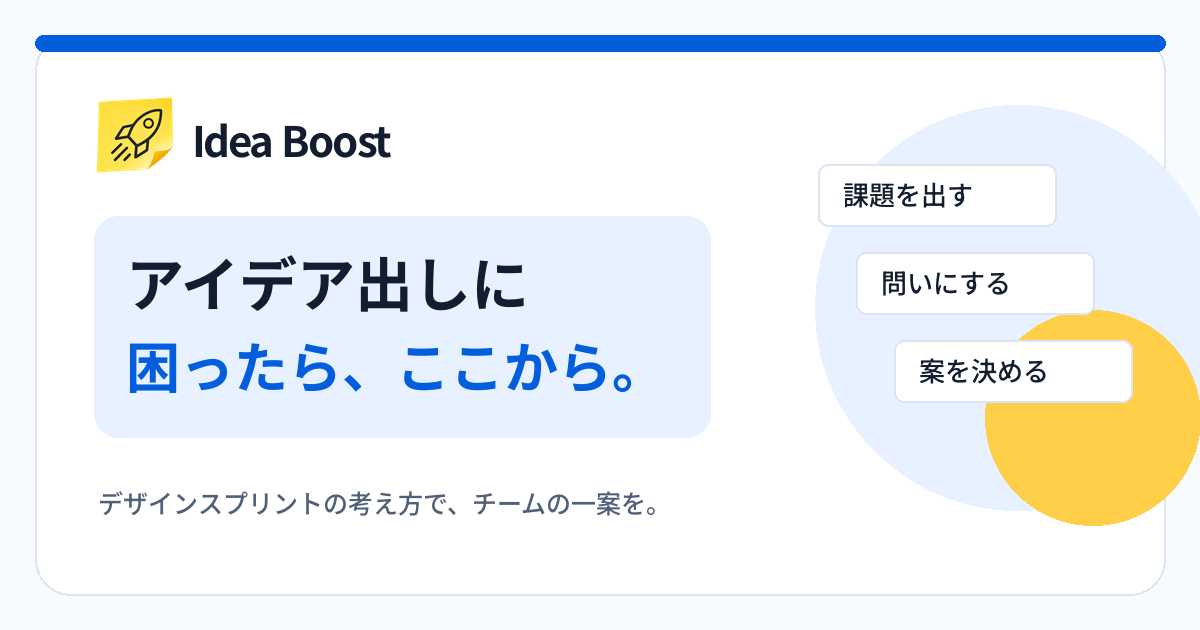 Idea Boost
アイデア出しに
困ったら、ここから。
デザインスプリントの考え方で、チームの一案を。
課題を出す
問いにする
案を決める